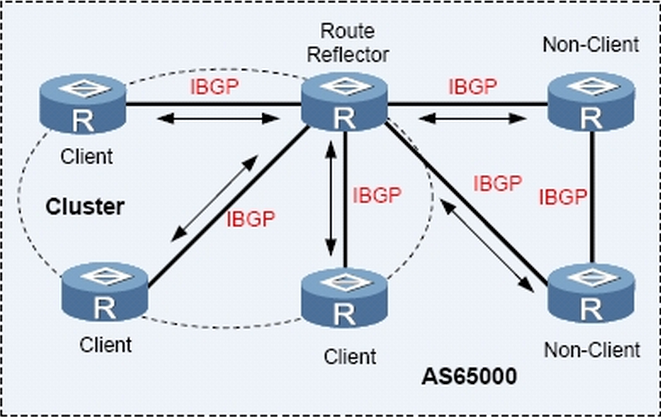 Route
Reflector
Non-Client
IBGP
IBGP
R
R
R
Client
Cluster
IBGP
IBGP
IBGP
IBGP
R
R
R
Client
Client
Non-Client
AS65000